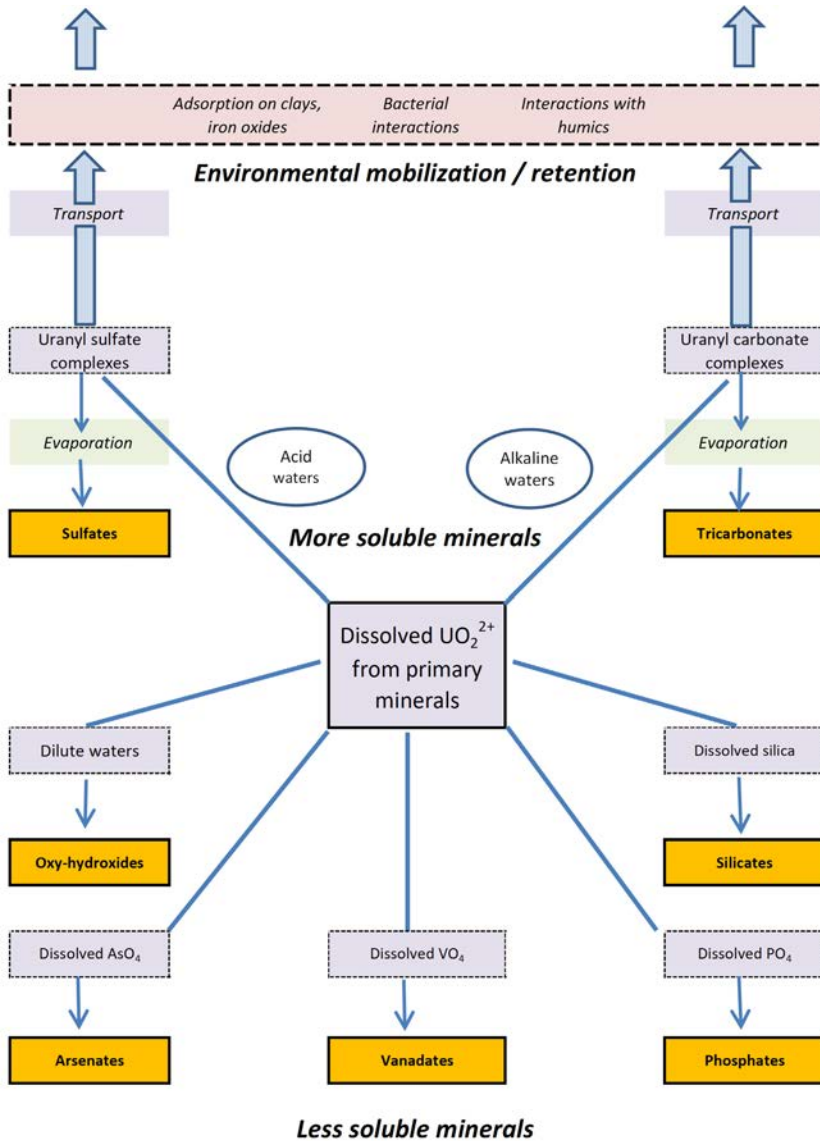 Adsorption on clays,
iron oxides
Bacterial
interactions
Interactions with
humics
Environmental mobilization / retention
Transport
Transport
Uranyl sulfate
complexes
Uranyl carbonate
complexes
Evaporation
Evaporation
Acid
waters
Alkaline
waters
Sulfates
Tricarbonates
More soluble minerals
Dissolved UO₂²⁺
from primary
minerals
Dilute waters
Dissolved silica
Oxy-hydroxides
Silicates
Dissolved AsO₄
Dissolved VO₄
Dissolved PO₄
Arsenates
Vanadates
Phosphates
Less soluble minerals